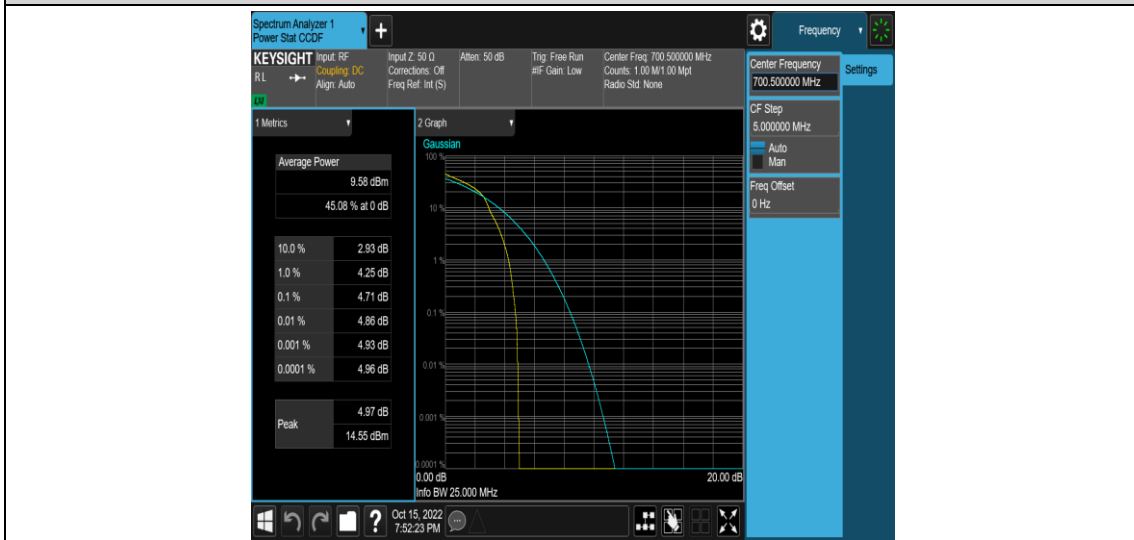 Spectrum Analyzer 1
Power Stat CCDF
+
Frequency
KEYSIGHT
RL
LXI
Input: RF
Coupling: DC
Align: Auto
Input Z: 50 Ω
Corrections: Off
Freq Ref: Int (S)
Atten: 50 dB
Trig: Free Run
#IF Gain: Low
Center Freq: 700.500000 MHz
Counts: 1.00 M/1.00 Mpt
Radio Std: None
Center Frequency
700.500000 MHz
Settings
CF Step
5.000000 MHz
Auto
Man
Freq Offset
0 Hz
1 Metrics
Average Power
9.58 dBm
45.08 % at 0 dB
10.0 % 2.93 dB
1.0 % 4.25 dB
0.1 % 4.71 dB
0.01 % 4.86 dB
0.001 % 4.93 dB
0.0001 % 4.96 dB
Peak
4.97 dB
14.55 dBm
2 Graph
Gaussian
100 %
10 %
1 %
0.1 %
0.01 %
0.001 %
0.0001 %
0.00 dB 20.00 dB
Info BW 25.000 MHz
?
Oct 15, 2022
7:52:23 PM